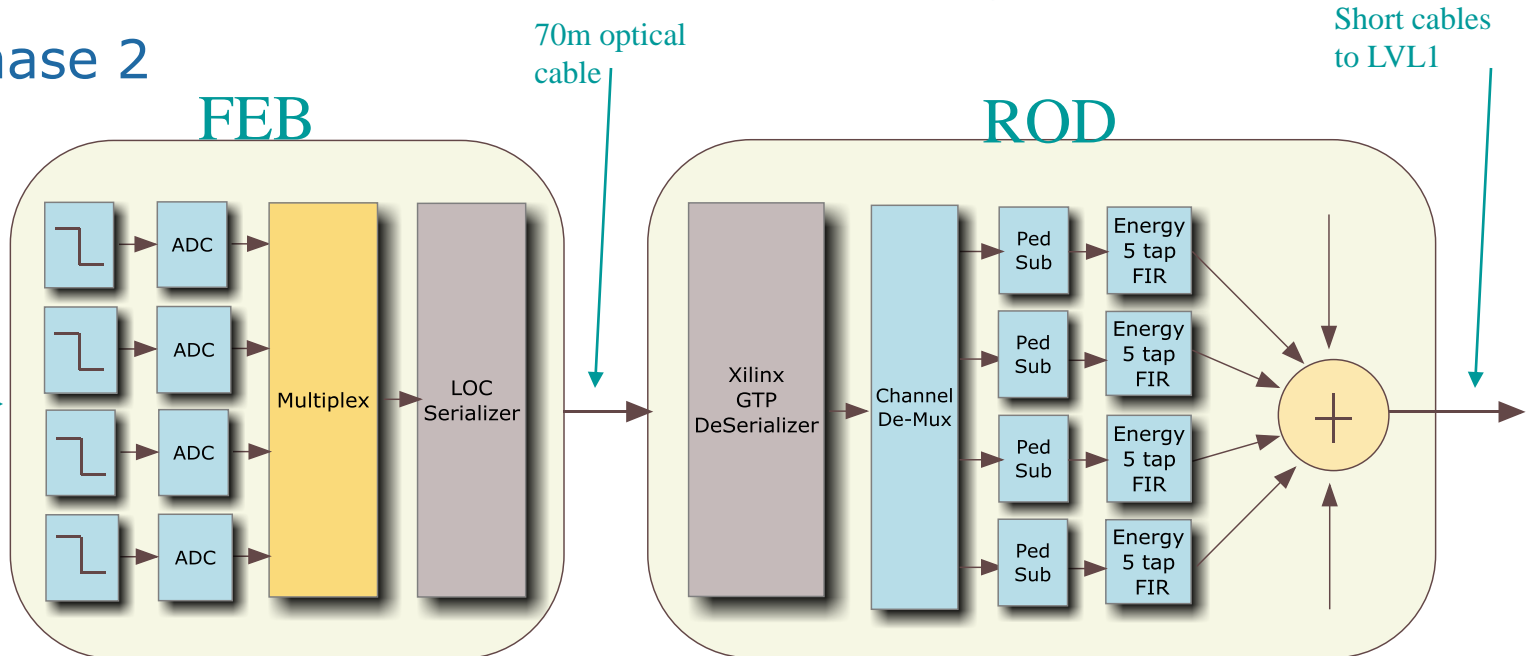 hase 2
70m optical
cable
Short cables
to LVL1
FEB
ROD
ADC
ADC
ADC
ADC
Multiplex
LOC
Serializer
Xilinx
GTP
DeSerializer
Channel
De-Mux
Ped
Sub
Energy
5 tap
FIR
Ped
Sub
Energy
5 tap
FIR
Ped
Sub
Energy
5 tap
FIR
Ped
Sub
Energy
5 tap
FIR
+